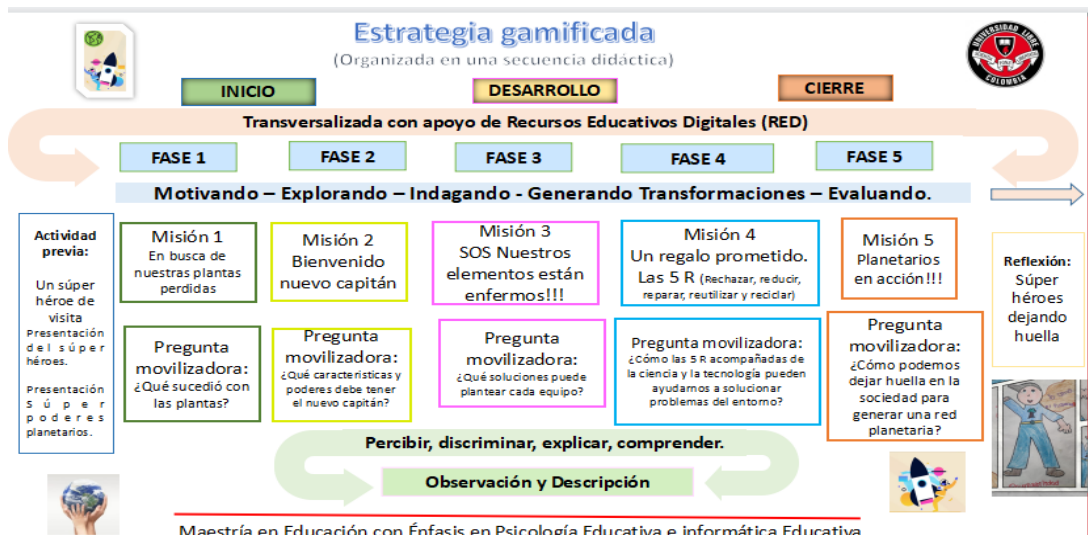 Estrategia gamificada
(Organizada en una secuencia didáctica)
UNIVERSIDAD LIBRE
COLOMBIA
INICIO
DESARROLLO
CIERRE
Transversalizada con apoyo de Recursos Educativos Digitales (RED)
FASE 1
FASE 2
FASE 3
FASE 4
FASE 5
Motivando – Explorando – Indagando - Generando Transformaciones – Evaluando.
Actividad
previa:
Un súper
héroe de
visita
Presentación
del súper
héroes.
Presentación
Súper
poderes
planetarios.
Misión 1
En busca de
nuestras plantas
perdidas
Misión 2
Bienvenido
nuevo capitán
Misión 3
SOS Nuestros
elementos están
enfermos!!!
Misión 4
Un regalo prometido.
Las 5 R (Rechazar, reducir,
reparar, reutilizar y reciclar)
Misión 5
Planetarios
en acción!!!
Reflexión:
Súper
héroes
dejando
huella
Pregunta
movilizadora:
¿Qué sucedió con
las plantas?
Pregunta
movilizadora:
¿Qué características y
poderes debe tener
el nuevo capitán?
Pregunta
movilizadora:
¿Qué soluciones puede
plantear cada equipo?
Pregunta movilizadora:
¿Cómo las 5 R acompañadas de
la ciencia y la tecnología pueden
ayudarnos a solucionar
problemas del entorno?
Pregunta
movilizadora:
¿Cómo podemos
dejar huella en la
sociedad para
generar una red
planetaria?
Percibir, discriminar, explicar, comprender.
Observación y Descripción
Maestría en Educación con Énfasis en Psicología Educativa e informática Educativa